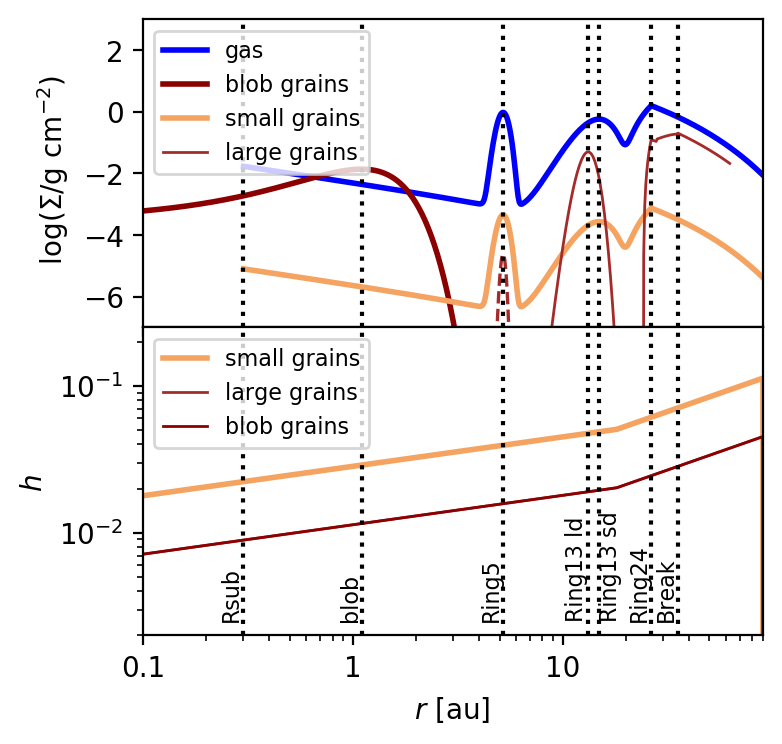 2
0
−2
−4
−6
log(Σ/g cm⁻²)
gas
blob grains
small grains
large grains
10⁻¹
10⁻²
h
small grains
large grains
blob grains
Rsub
blob
Ring5
Ring13 ld
Ring13 sd
Ring24
Break
0.1
1
10
r [au]